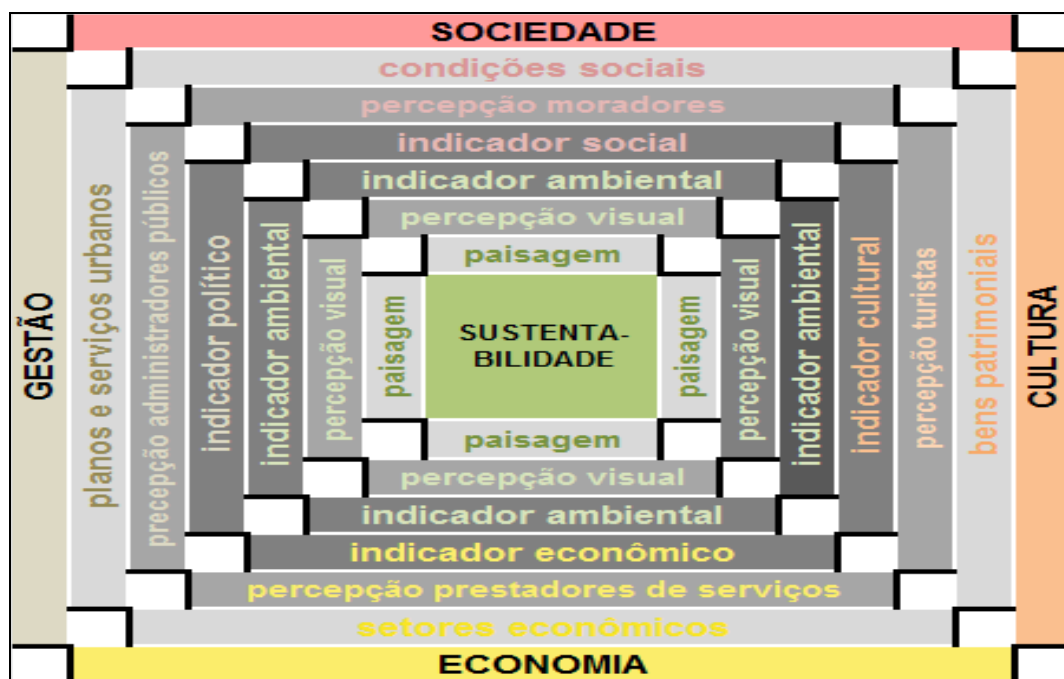 SOCIEDADE
condições sociais
percepção moradores
indicador social
indicador ambiental
percepção visual
paisagem
GESTÃO
planos e serviços urbanos
precepção administradores públicos
indicador político
indicador ambiental
percepção visual
paisagem
SUSTENTA-
BILIDADE
paisagem
percepção visual
indicador ambiental
indicador cultural
percepção turistas
bens patrimoniais
CULTURA
paisagem
percepção visual
indicador ambiental
indicador econômico
percepção prestadores de serviços
setores econômicos
ECONOMIA